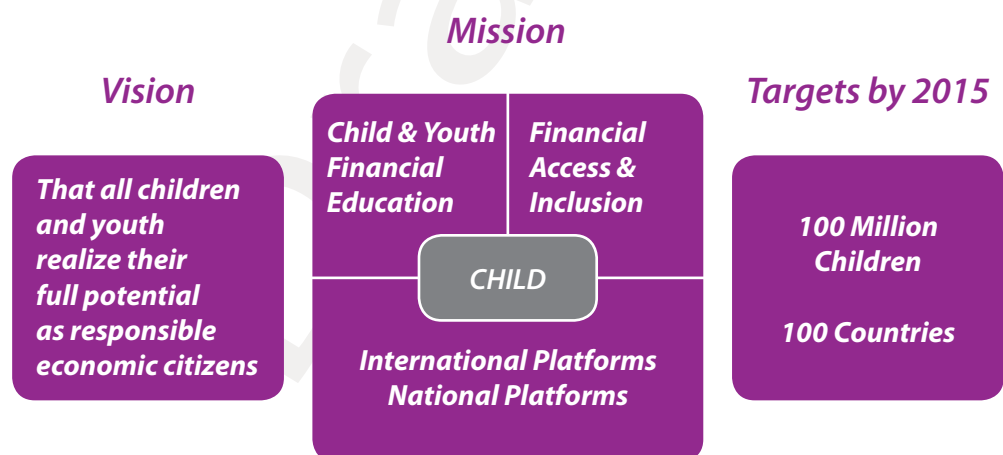 Mission
Vision
Targets by 2015
Child & Youth
Financial
Education
Financial
Access &
Inclusion
That all children
and youth
realize their
full potential
as responsible
economic citizens
CHILD
100 Million
Children
100 Countries
International Platforms
National Platforms